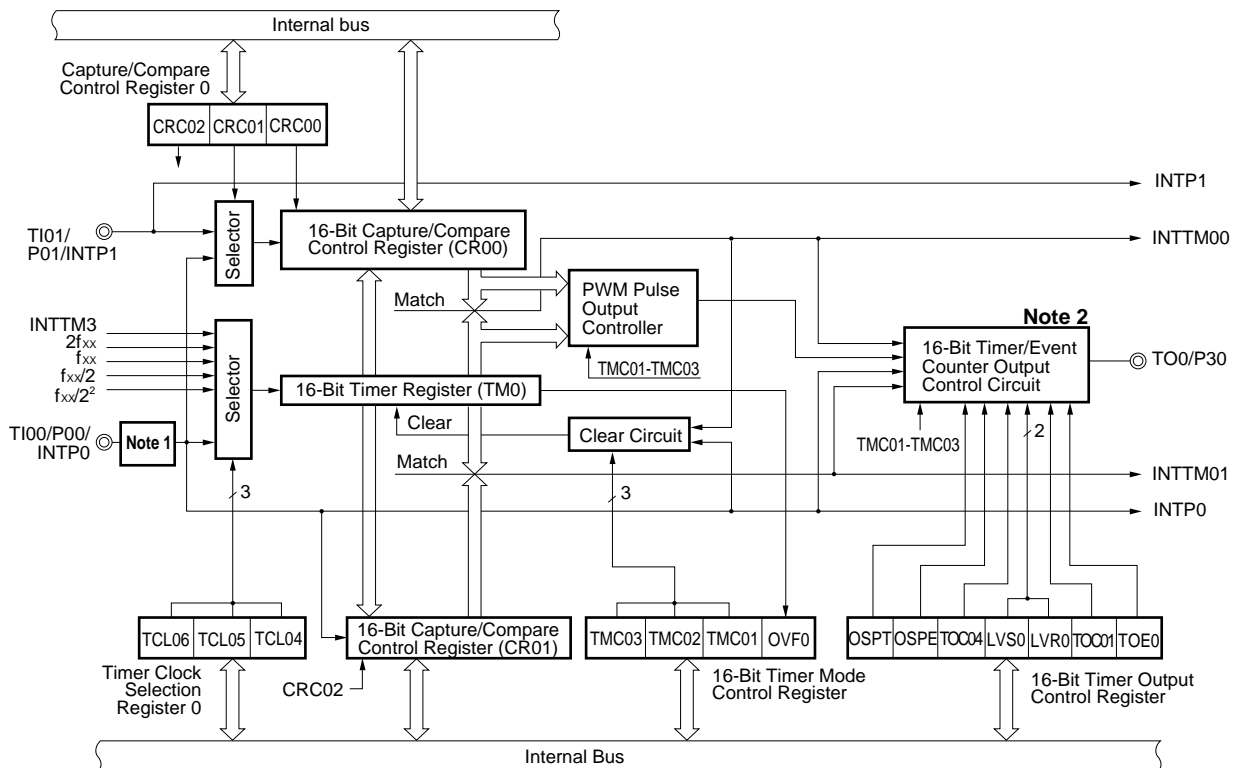 Internal bus
Capture/Compare
Control Register 0
CRC02 CRC01 CRC00
INTP1
TI01/
P01/INTP1
Selector
16-Bit Capture/Compare
Control Register (CR00)
INTTM00
Match
PWM Pulse
Output
Controller
TMC01-TMC03
INTTM3
2fxx
fxx
fxx/2
fxx/2²
Selector
16-Bit Timer Register (TM0)
Note 2
16-Bit Timer/Event
Counter Output
Control Circuit
TO0/P30
TMC01-TMC03
2
TI00/P00/
INTP0
Note 1
Clear
Clear Circuit
Match
INTTM01
3
3
INTP0
TCL06 TCL05 TCL04
Timer Clock
Selection
Register 0
16-Bit Capture/Compare
Control Register (CR01)
CRC02
TMC03 TMC02 TMC01 OVF0
16-Bit Timer Mode
Control Register
OSPT OSPE TOC04 LVS0 LVR0 TOC01 TOE0
16-Bit Timer Output
Control Register
Internal Bus